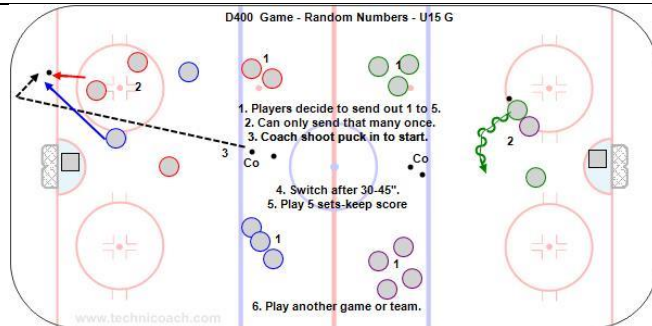 D400 Game - Random Numbers - U15 G
1
1
2
1. Players decide to send out 1 to 5.
2. Can only send that many once.
3. Coach shoot puck in to start.
2
3
Co
Co
4. Switch after 30-45".
5. Play 5 sets-keep score
1
1
6. Play another game or team.
www.technicoach.com